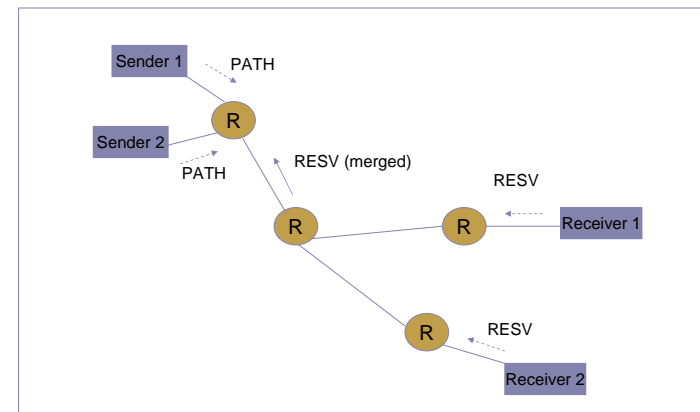 Sender 1
PATH
R
Sender 2
RESV (merged)
PATH
RESV
R
R
Receiver 1
R
RESV
Receiver 2